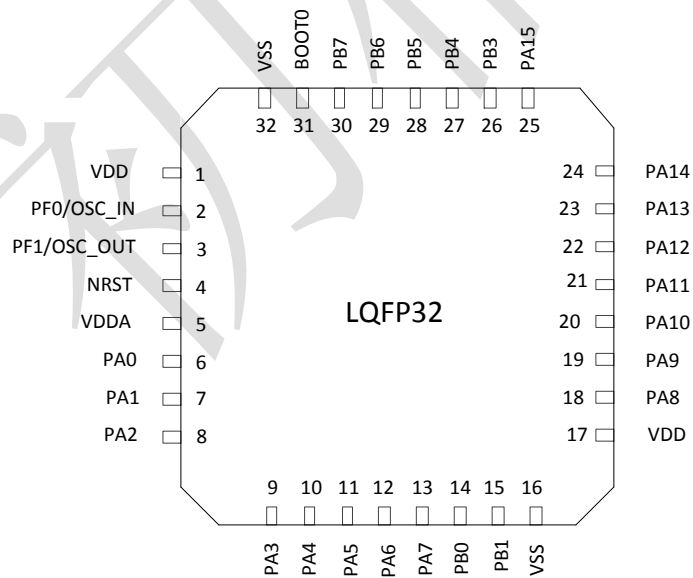 VSS BOOT0 PB7 PB6 PB5 PB4 PB3 PA15
32 31 30 29 28 27 26 25
VDD 1
PF0/OSC_IN 2
PF1/OSC_OUT 3
NRST 4
VDDA 5
PA0 6
PA1 7
PA2 8
LQFP32
24 PA14
23 PA13
22 PA12
21 PA11
20 PA10
19 PA9
18 PA8
17 VDD
9 10 11 12 13 14 15 16
PA3 PA4 PA5 PA6 PA7 PB0 PB1 VSS